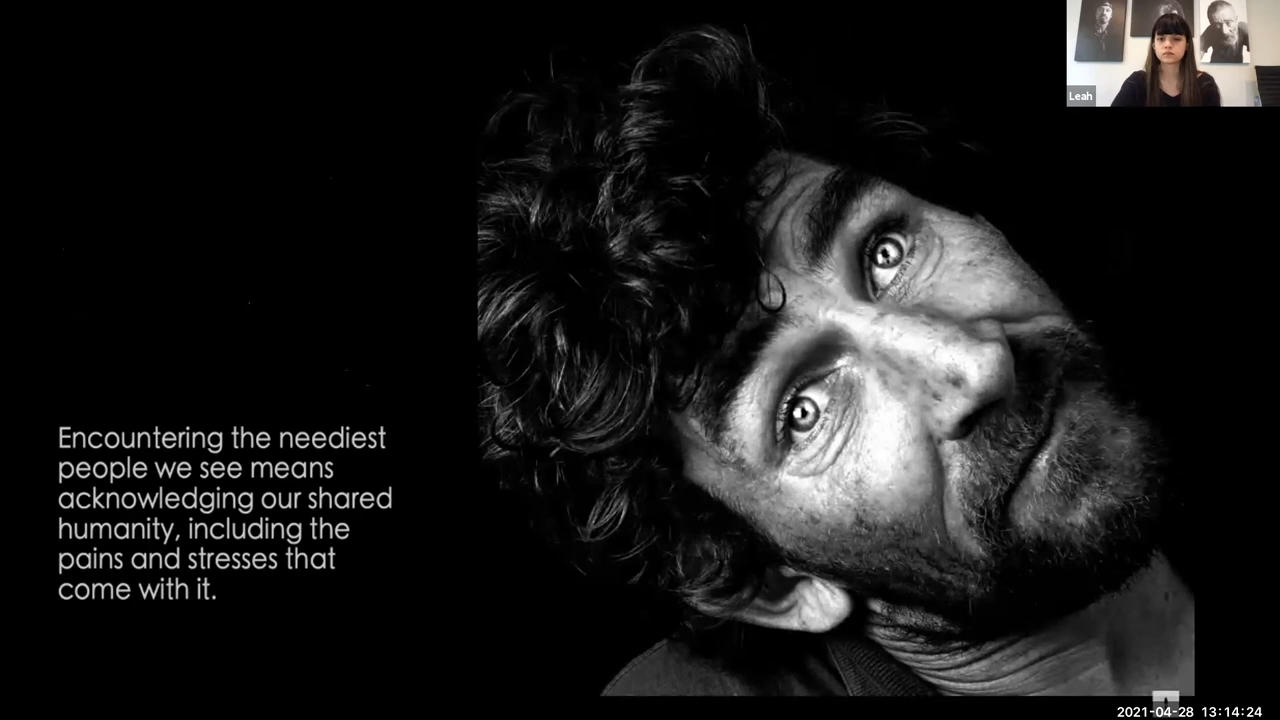 Leah
Encountering the neediest
people we see means
acknowledging our shared
humanity, including the
pains and stresses that
come with it.
2021-04-28 13:14:24